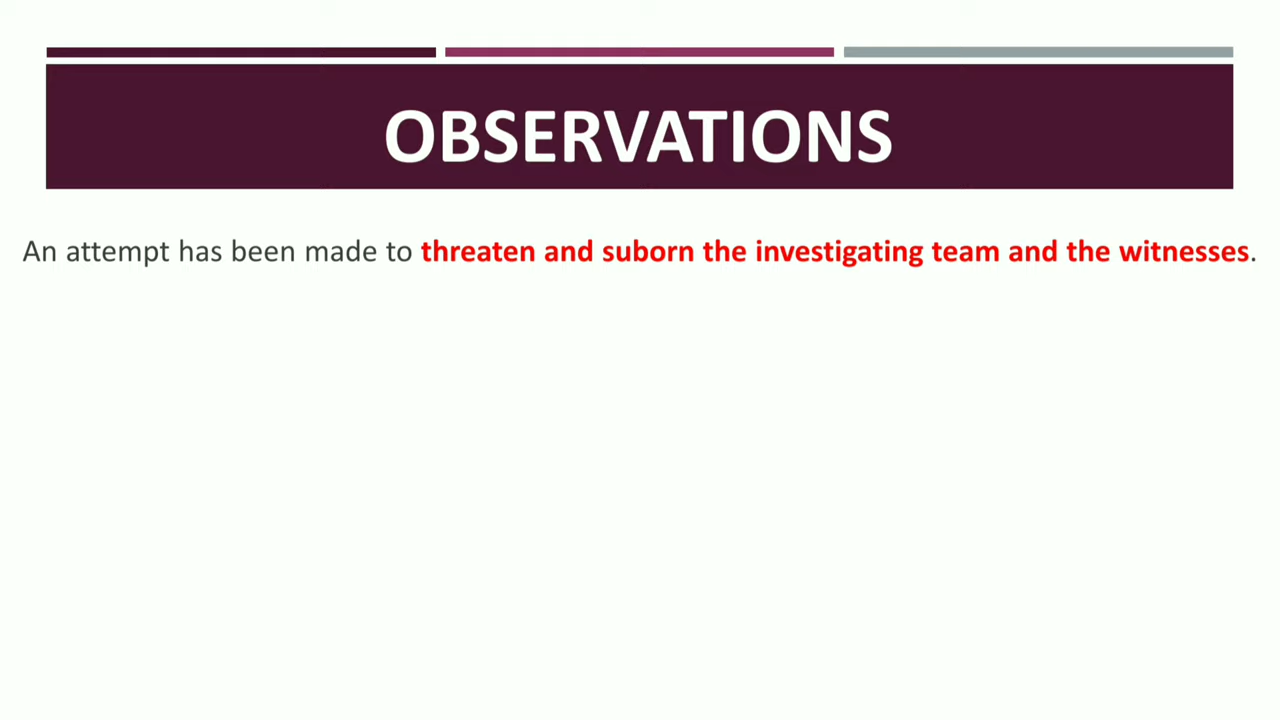 OBSERVATIONS
An attempt has been made to threaten and suborn the investigating team and the witnesses.